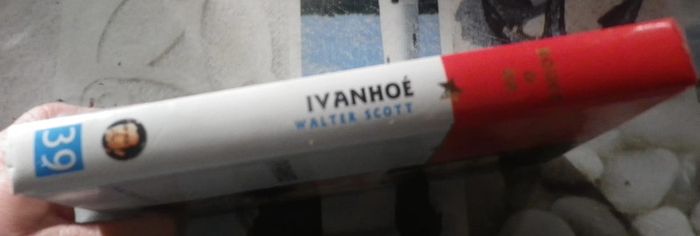 IVANHOÉ
WALTER SCOTT
39